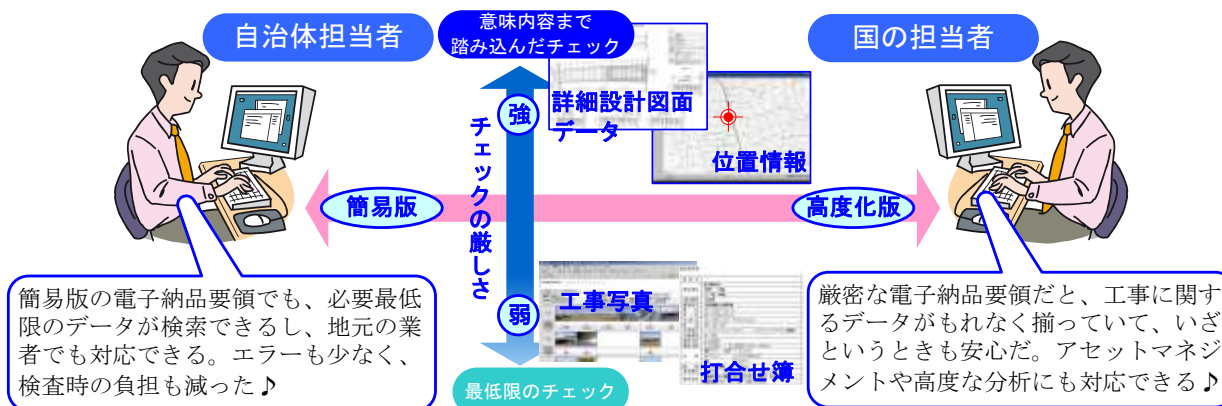 自治体担当者
意味内容まで
踏み込んだチェック
国の担当者
強
詳細設計図面
データ
位置情報
チェックの厳しさ
簡易版
高度化版
弱
工事写真
打合せ簿
最低限のチェック
簡易版の電子納品要領でも、必要最低
限のデータが検索できるし、地元の業
者でも対応できる。エラーも少なく、
検査時の負担も減った♪
厳密な電子納品要領だと、工事に関す
るデータがもれなく揃っていて、いざ
というときも安心だ。アセットマネジ
メントや高度な分析にも対応できる♪